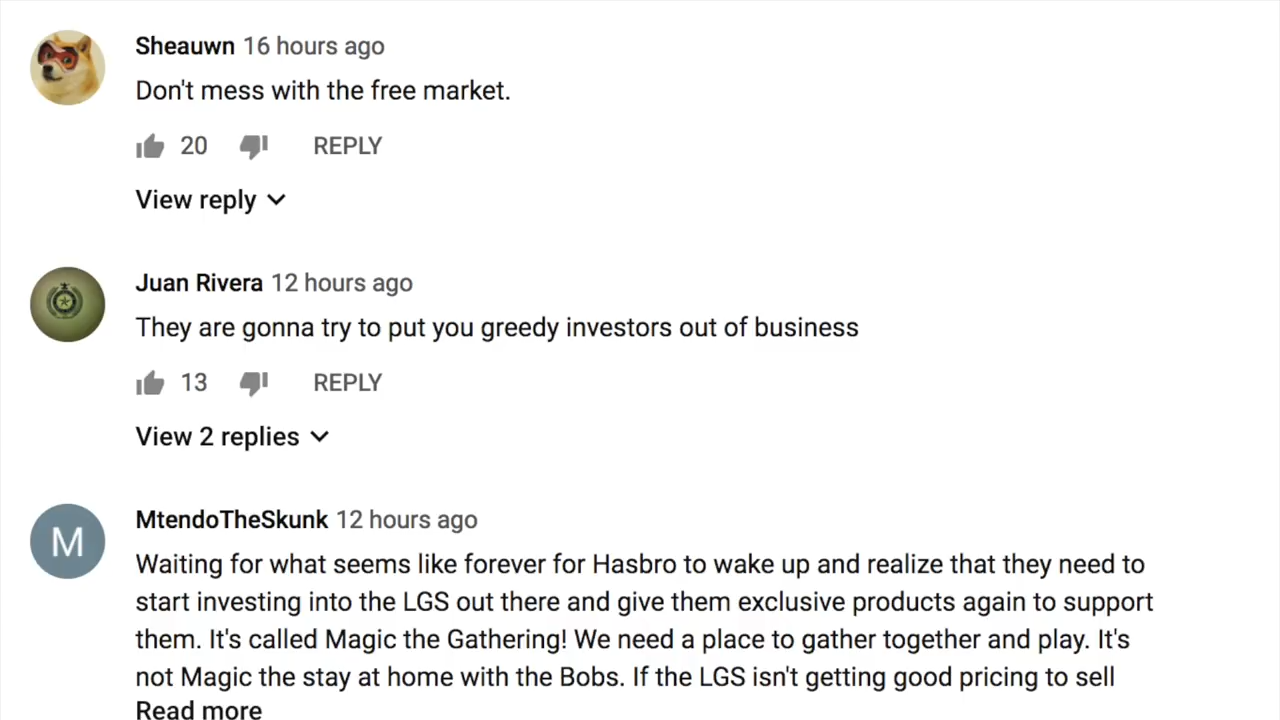 Sheauwn 16 hours ago
Don't mess with the free market.
20 REPLY
View reply
Juan Rivera 12 hours ago
They are gonna try to put you greedy investors out of business
13 REPLY
View 2 replies
M
MtendoTheSkunk 12 hours ago
Waiting for what seems like forever for Hasbro to wake up and realize that they need to
start investing into the LGS out there and give them exclusive products again to support
them. It's called Magic the Gathering! We need a place to gather together and play. It's
not Magic the stay at home with the Bobs. If the LGS isn't getting good pricing to sell
Read more